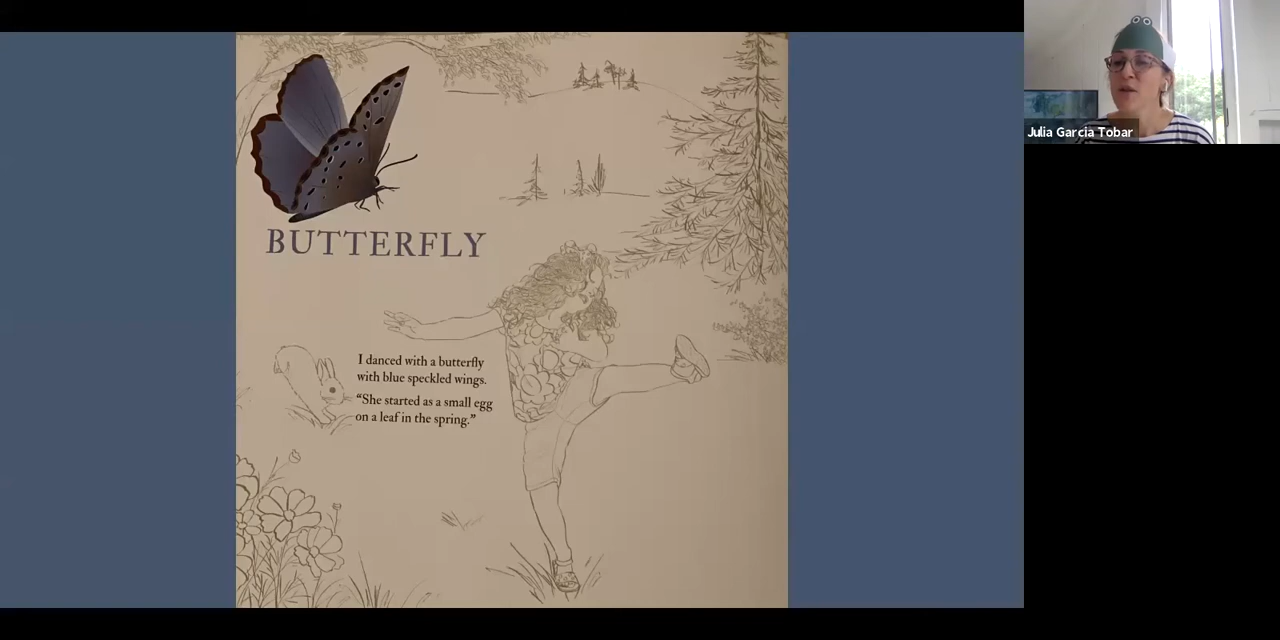 BUTTERFLY
I danced with a butterfly
with blue speckled wings.
“She started as a small egg
on a leaf in the spring.”
Julia Garcia Tobar